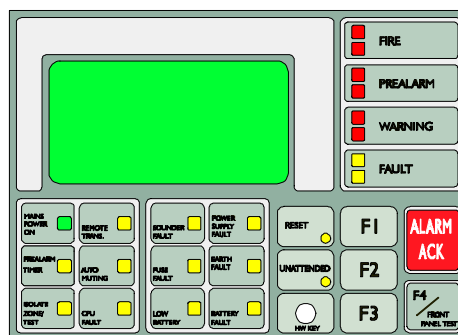 FIRE
PREALARM
WARNING
FAULT
MAINS
POWER
ON
REMOTE
TRANS.
SOUNDER
FAULT
POWER
SUPPLY
FAULT
RESET
F1
ALARM
ACK
PREALARM
TIMER
AUTO
MUTING
FUSE
FAULT
EARTH
FAULT
UNATTENDED
F2
ISOLATE
ZONE/
TEST
CPU
FAULT
LOW
BATTERY
BATTERY
FAULT
HW KEY
F3
F4
FRONT
PANEL TEST